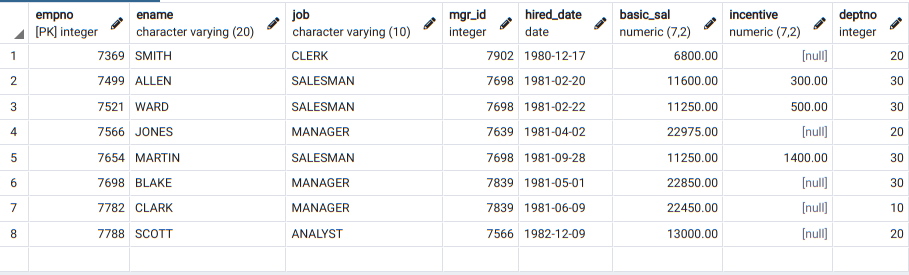 empno ename job mgr_id hired_date basic_sal incentive deptno
[PK] integer character varying (20) character varying (10) integer date numeric (7,2) numeric (7,2) integer
1 7369 SMITH CLERK 7902 1980-12-17 6800.00 [null] 20
2 7499 ALLEN SALESMAN 7698 1981-02-20 11600.00 300.00 30
3 7521 WARD SALESMAN 7698 1981-02-22 11250.00 500.00 30
4 7566 JONES MANAGER 7639 1981-04-02 22975.00 [null] 20
5 7654 MARTIN SALESMAN 7698 1981-09-28 11250.00 1400.00 30
6 7698 BLAKE MANAGER 7839 1981-05-01 22850.00 [null] 30
7 7782 CLARK MANAGER 7839 1981-06-09 22450.00 [null] 10
8 7788 SCOTT ANALYST 7566 1982-12-09 13000.00 [null] 20